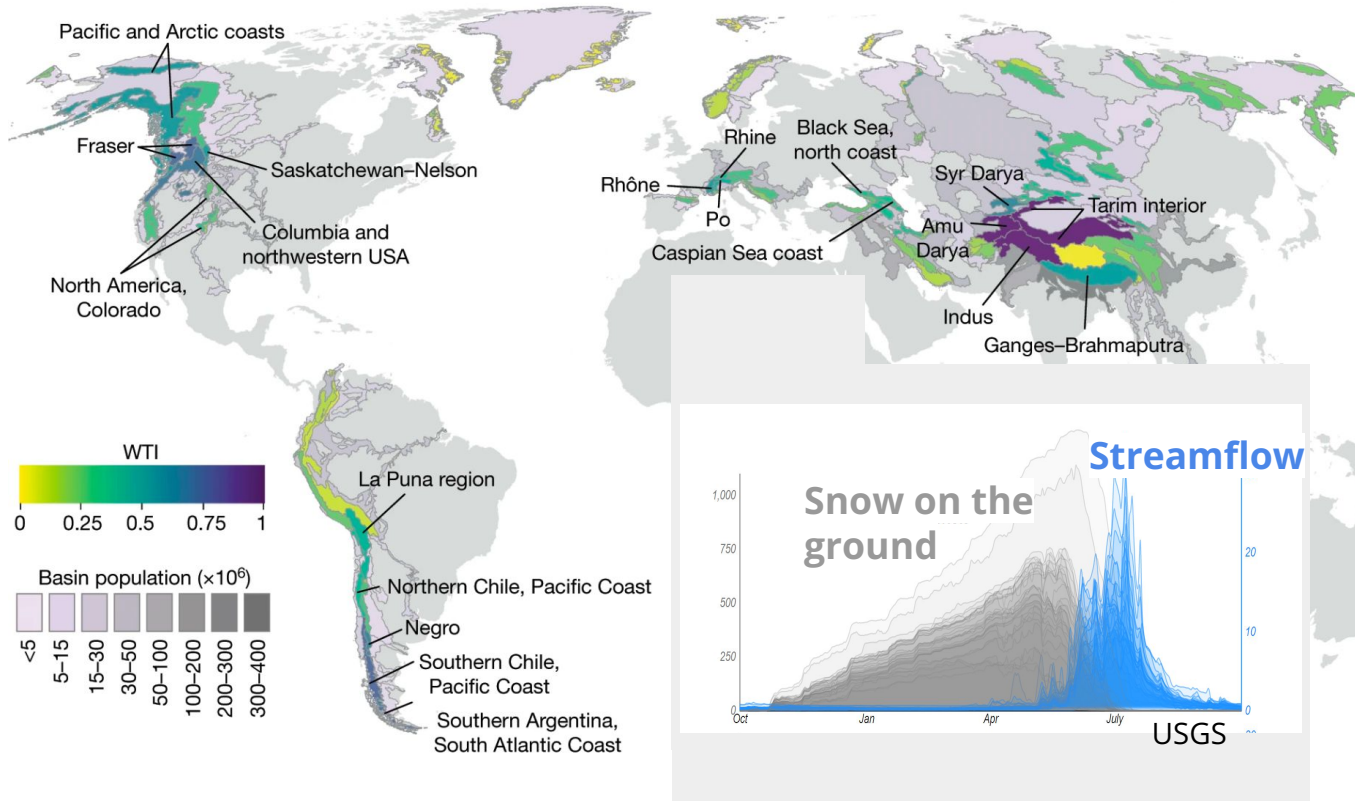 Pacific and Arctic coasts
Fraser
Saskatchewan–Nelson
Columbia and
northwestern USA
North America,
Colorado
Rhine
Rhône
Po
Black Sea,
north coast
Caspian Sea coast
Syr Darya
Amu
Darya
Tarim interior
Indus
Ganges–Brahmaputra
La Puna region
Northern Chile, Pacific Coast
Negro
Southern Chile,
Pacific Coast
Southern Argentina,
South Atlantic Coast
WTI
0 0.25 0.5 0.75 1
Basin population (×10⁶)
<5
5–15
15–30
30–50
50–100
100–200
200–300
300–400
Streamflow
Snow on the
ground
1,000
750
500
250
0
20
10
0
Oct Jan Apr July
USGS